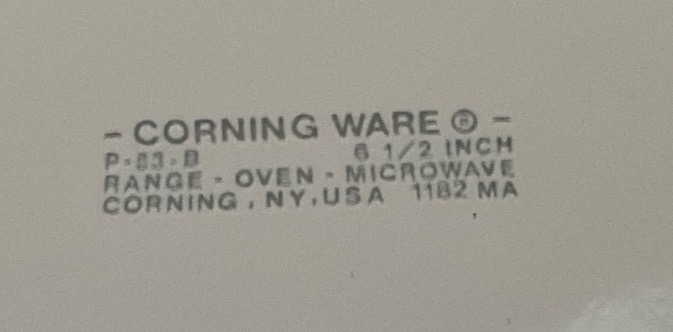 - CORNING WARE ® -
P-83-B 6 1/2 INCH
RANGE - OVEN - MICROWAVE
CORNING, NY, USA 1182 MA